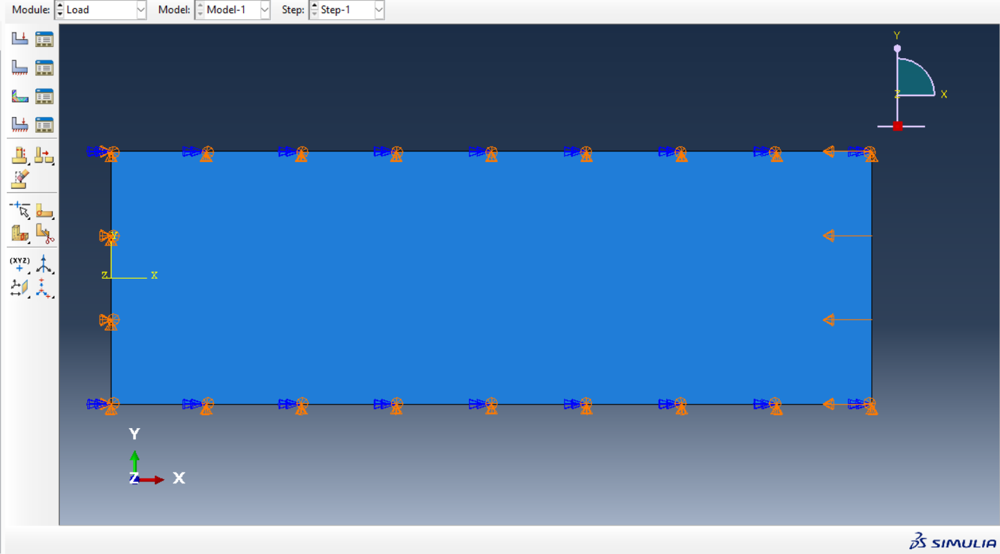 Module: Load Model: Model-1 Step: Step-1
Y
Z X
(XYZ)
Y
Z X
Y
Z X
SIMULIA